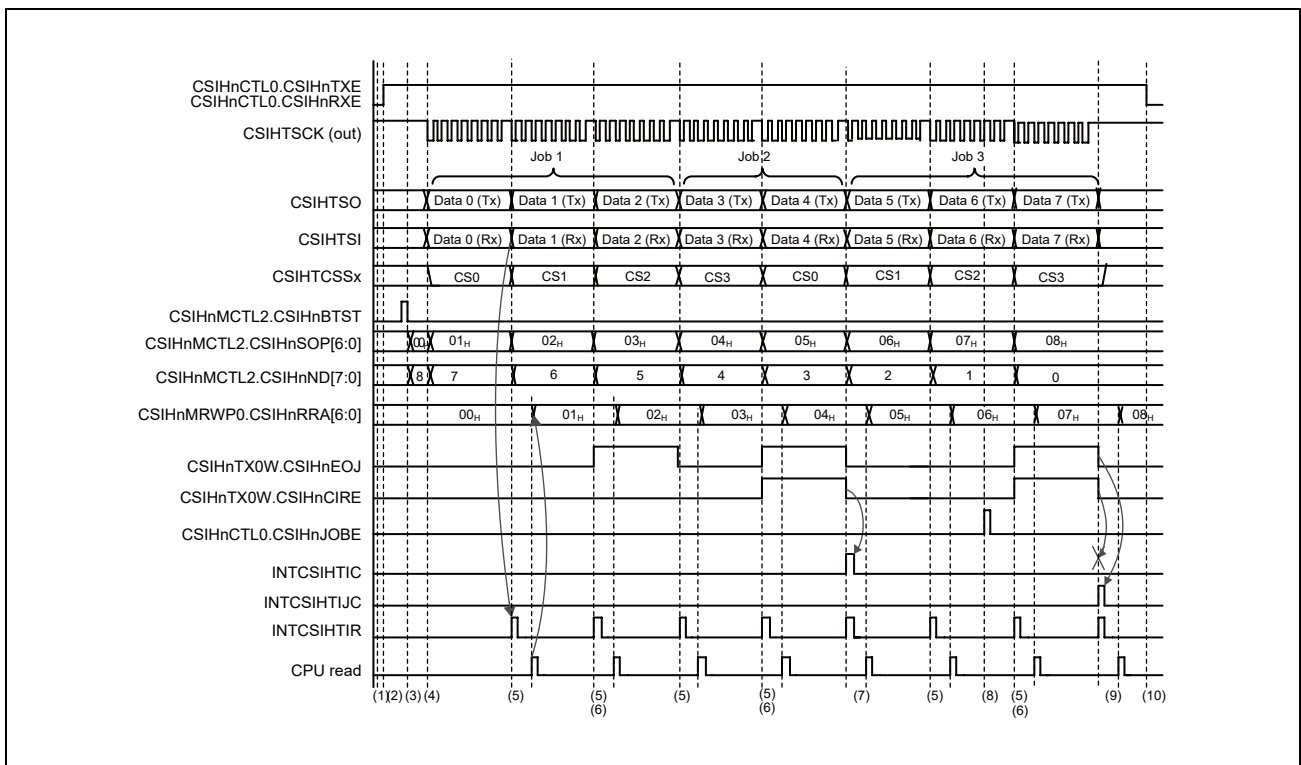 CSIHnCTL0.CSIHnTXE
CSIHnCTL0.CSIHnRXE
CSIHTSCK (out)
Job 1 Job 2 Job 3
CSIHTSO Data 0 (Tx) Data 1 (Tx) Data 2 (Tx) Data 3 (Tx) Data 4 (Tx) Data 5 (Tx) Data 6 (Tx) Data 7 (Tx)
CSIHTSI Data 0 (Rx) Data 1 (Rx) Data 2 (Rx) Data 3 (Rx) Data 4 (Rx) Data 5 (Rx) Data 6 (Rx) Data 7 (Rx)
CSIHTCSSx CS0 CS1 CS2 CS3 CS0 CS1 CS2 CS3
CSIHnMCTL2.CSIHnBTST
CSIHnMCTL2.CSIHnSOP[6:0] 00H 01H 02H 03H 04H 05H 06H 07H 08H
CSIHnMCTL2.CSIHnND[7:0] 8 7 6 5 4 3 2 1 0
CSIHnMRWP0.CSIHnRRA[6:0] 00H 01H 02H 03H 04H 05H 06H 07H 08H
CSIHnTX0W.CSIHnEOJ
CSIHnTX0W.CSIHnCIRE
CSIHnCTL0.CSIHnJOBE
INTCSIHTIC
INTCSIHTIJC
INTCSIHTIR
CPU read
(1) (2) (3) (4) (5) (5) (5) (5) (7) (5) (8) (5) (9) (10)
(6) (6) (6)